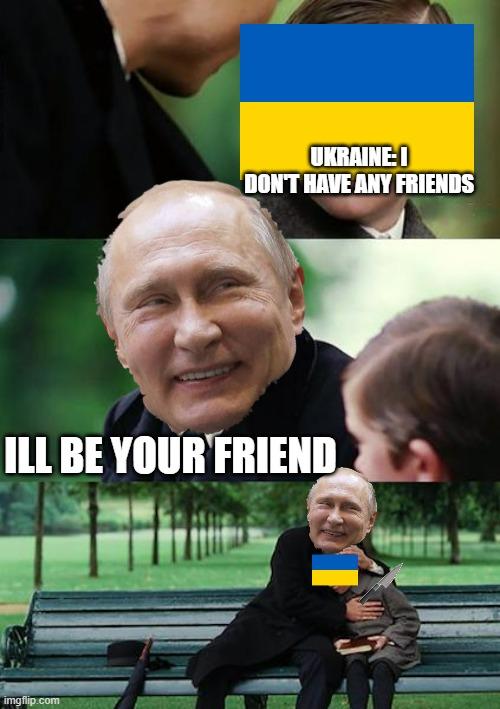 UKRAINE: I
DON'T HAVE ANY FRIENDS
ILL BE YOUR FRIEND
imgflip.com